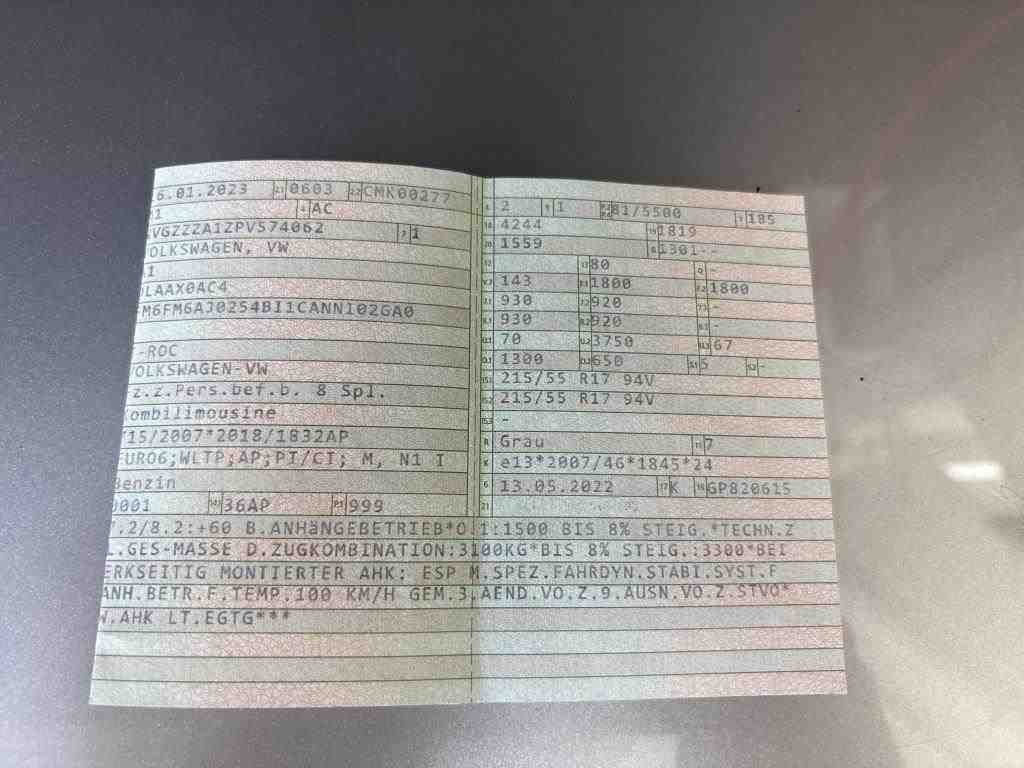 6.01.2023 0603 CMK00277
1 AC
VGZZZA1ZPV574062 1
OLKSWAGEN, VW
1
LAAX0AC4
M6FM6AJ0254BI1CANN102GA0
-ROC
OLKSWAGEN-VW
z.z.Pers.bef.b. 8 Spl.
ombilimousine
15/2007*2018/1832AP
EURO6;WLTP;AP;PI/CI; M, N1 I
Benzin
0001 36AP 999
2 1 81/5500 185
4244 1819
1559 1301--
80 -
143 1800 1800
930 920 -
930 920 -
70 3750 67
1300 650 5 -
215/55 R17 94V
215/55 R17 94V
-
Grau 7
e13*2007/46*1845*24
13.05.2022 K GP820615
7.2/8.2:+60 B.ANHÄNGEBETRIEB*O.1:1500 BIS 8% STEIG.*TECHN.Z
L.GES-MASSE D.ZUGKOMBINATION:3100KG*BIS 8% STEIG.:3300*BEI
ERKSEITIG MONTIERTER AHK: ESP M.SPEZ.FAHRDYN.STABI.SYST.F
ANH.BETR.F.TEMP.100 KM/H GEM.3.AEND.VO.Z.9.AUSN.VO.Z.STVO*
W.AHK LT.EGTG***